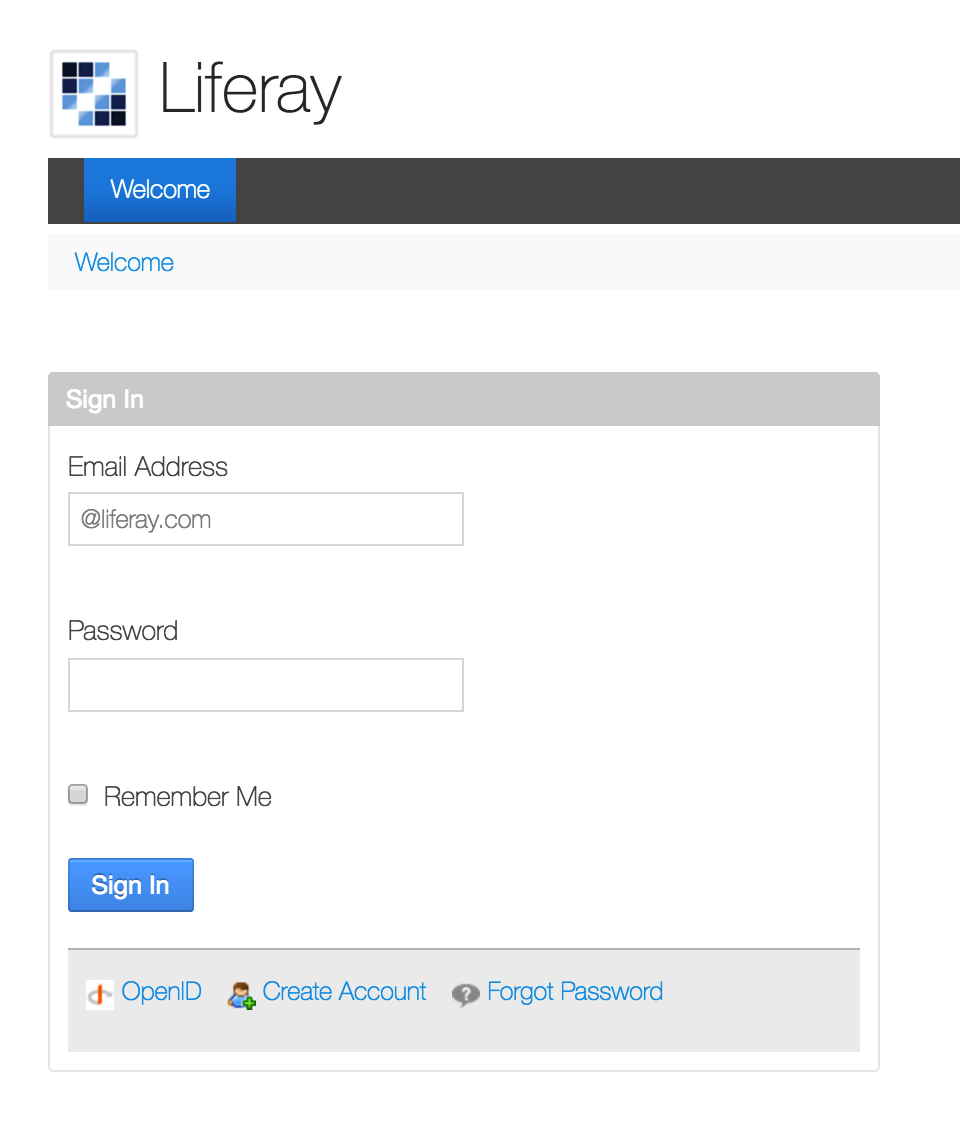 Liferay
Welcome
Welcome
Sign In
Email Address
@liferay.com
Password
Remember Me
Sign In
OpenID Create Account Forgot Password